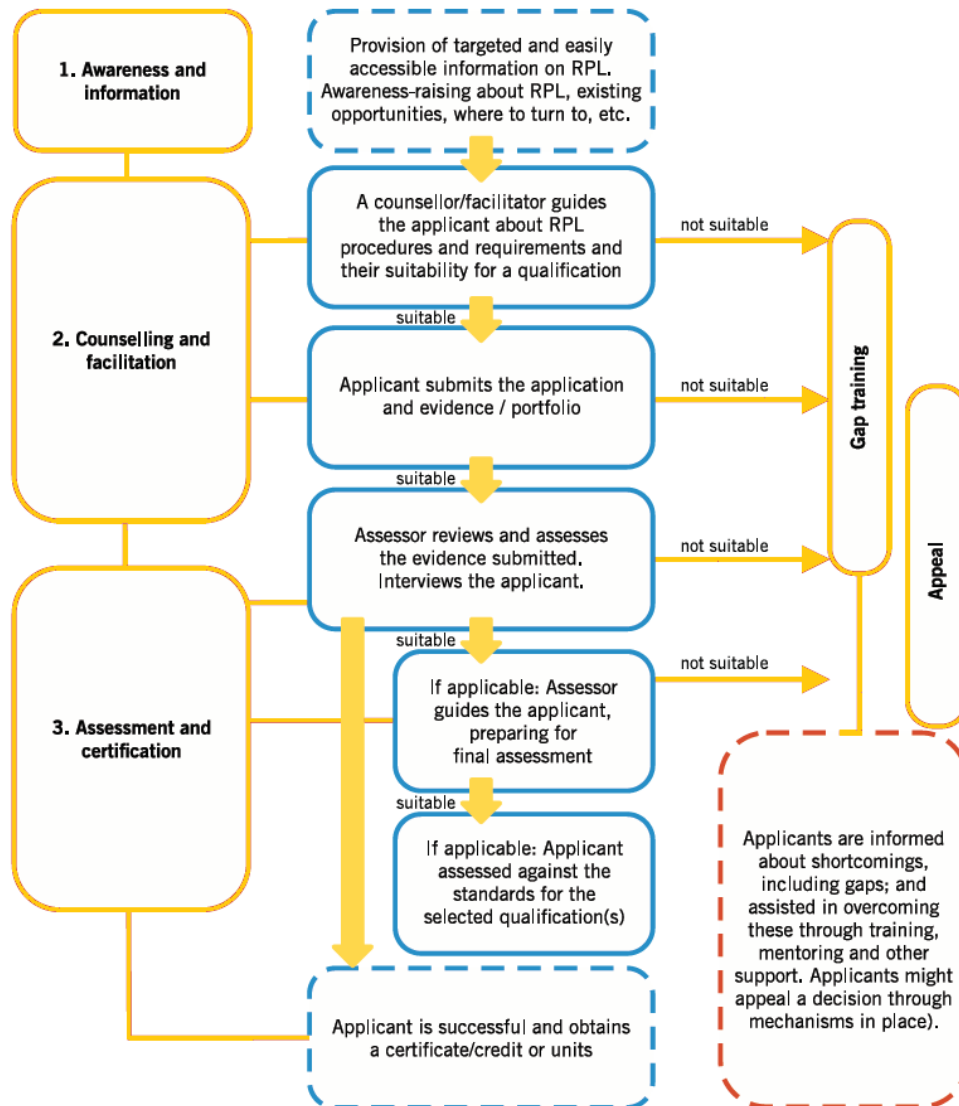 1. Awareness and
information
Provision of targeted and easily
accessible information on RPL.
Awareness-raising about RPL, existing
opportunities, where to turn to, etc.
2. Counselling and
facilitation
A counsellor/facilitator guides
the applicant about RPL
procedures and requirements and
their suitability for a qualification
not suitable
suitable
Applicant submits the application
and evidence / portfolio
not suitable
suitable
Assessor reviews and assesses
the evidence submitted.
Interviews the applicant.
not suitable
suitable
Gap training
Appeal
3. Assessment and
certification
If applicable: Assessor
guides the applicant,
preparing for
final assessment
not suitable
suitable
If applicable: Applicant
assessed against the
standards for the
selected qualification(s)
Applicants are informed
about shortcomings,
including gaps; and
assisted in overcoming
these through training,
mentoring and other
support. Applicants might
appeal a decision through
mechanisms in place).
Applicant is successful and obtains
a certificate/credit or units